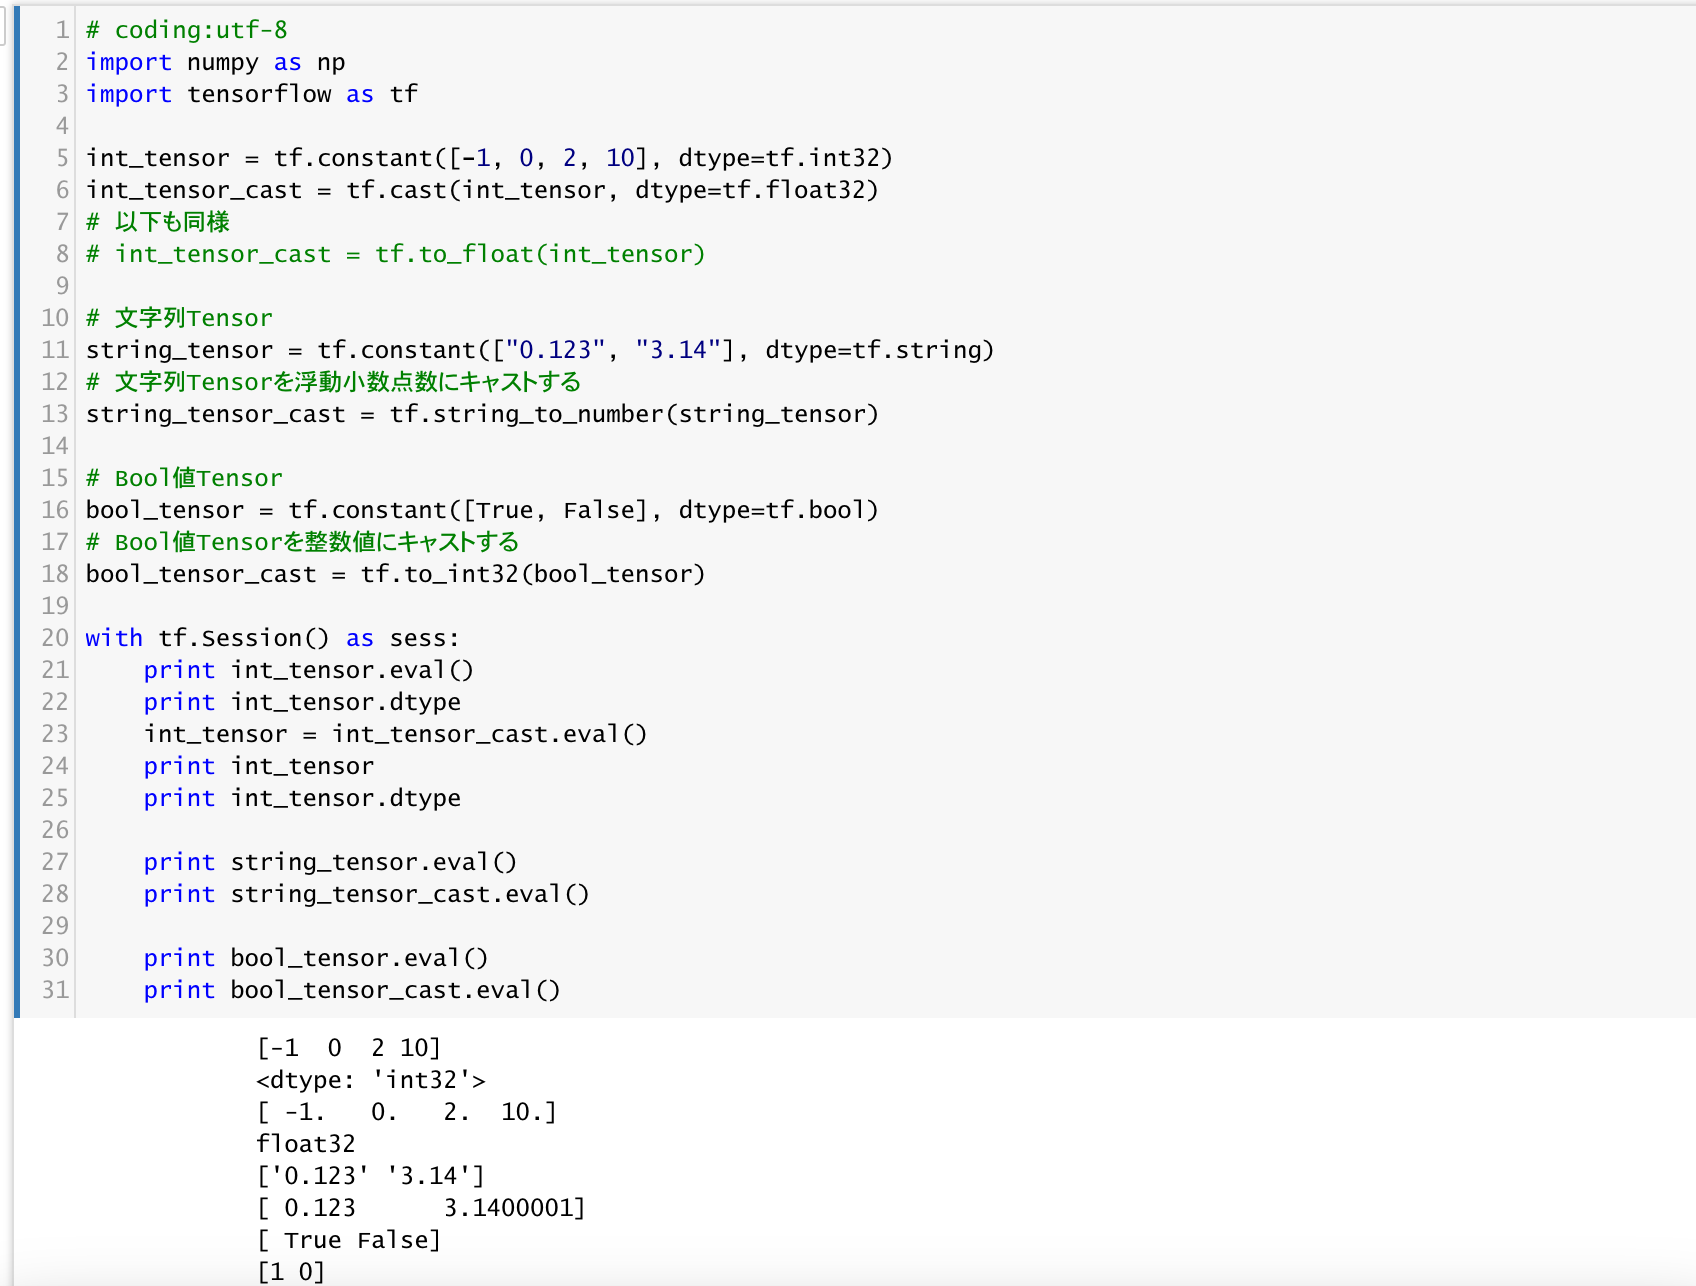 1 # coding:utf-8
2 import numpy as np
3 import tensorflow as tf
4
5 int_tensor = tf.constant([-1, 0, 2, 10], dtype=tf.int32)
6 int_tensor_cast = tf.cast(int_tensor, dtype=tf.float32)
7 # 以下も同様
8 # int_tensor_cast = tf.to_float(int_tensor)
9
10 # 文字列Tensor
11 string_tensor = tf.constant(["0.123", "3.14"], dtype=tf.string)
12 # 文字列Tensorを浮動小数点数にキャストする
13 string_tensor_cast = tf.string_to_number(string_tensor)
14
15 # Bool値Tensor
16 bool_tensor = tf.constant([True, False], dtype=tf.bool)
17 # Bool値Tensorを整数値にキャストする
18 bool_tensor_cast = tf.to_int32(bool_tensor)
19
20 with tf.Session() as sess:
21     print int_tensor.eval()
22     print int_tensor.dtype
23     int_tensor = int_tensor_cast.eval()
24     print int_tensor
25     print int_tensor.dtype
26
27     print string_tensor.eval()
28     print string_tensor_cast.eval()
29
30     print bool_tensor.eval()
31     print bool_tensor_cast.eval()
[-1  0  2 10]
<dtype: 'int32'>
[ -1.   0.   2.  10.]
float32
['0.123' '3.14']
[ 0.123      3.1400001]
[ True False]
[1 0]